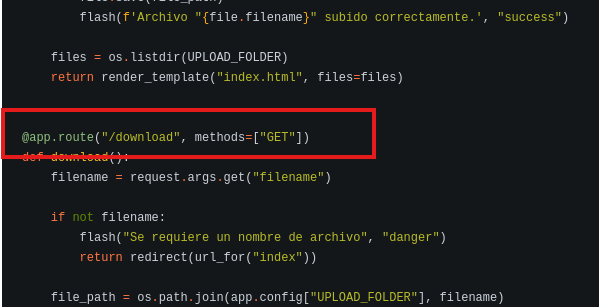 flash(f'Archivo "{file.filename}" subido correctamente.', "success")
files = os.listdir(UPLOAD_FOLDER)
return render_template("index.html", files=files)
@app.route("/download", methods=["GET"])
def download():
filename = request.args.get("filename")
if not filename:
flash("Se requiere un nombre de archivo", "danger")
return redirect(url_for("index"))
file_path = os.path.join(app.config["UPLOAD_FOLDER"], filename)